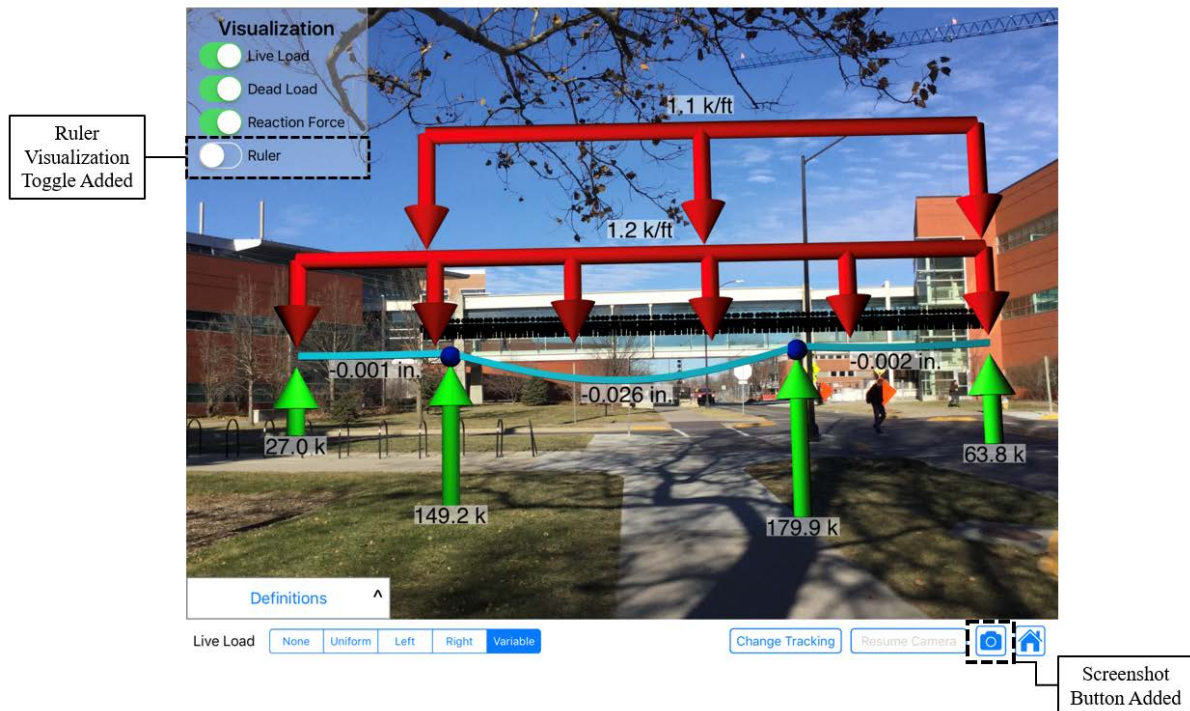 Visualization
Live Load
Dead Load
Reaction Force
Ruler
Ruler
Visualization
Toggle Added
1.1 k/ft
1.2 k/ft
-0.001 in.
-0.026 in.
-0.002 in.
27.0 k
149.2 k
179.9 k
63.8 k
Definitions ^
Live Load None Uniform Left Right Variable Change Tracking Resume Camera
Screenshot
Button Added